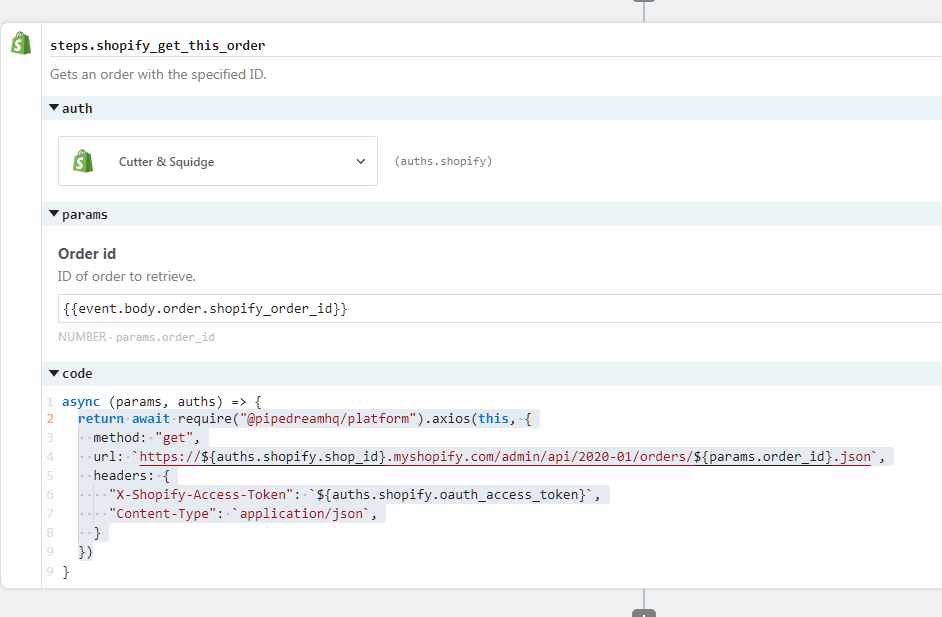 steps.shopify_get_this_order
Gets an order with the specified ID.
auth
Cutter & Squidge
(auths.shopify)
params
Order id
ID of order to retrieve.
{{event.body.order.shopify_order_id}}
NUMBER · params.order_id
code
1 async (params, auths) => {
2 return·await·require("@pipedreamhq/platform").axios(this,·{
3 ··method:·"get",
4 ··url:·`https://${auths.shopify.shop_id}.myshopify.com/admin/api/2020-01/orders/${params.order_id}.json`,
5 ··headers:·{
6 ····"X-Shopify-Access-Token":·`${auths.shopify.oauth_access_token}`,
7 ····"Content-Type":·`application/json`,
8 ··}
9 })
9 }